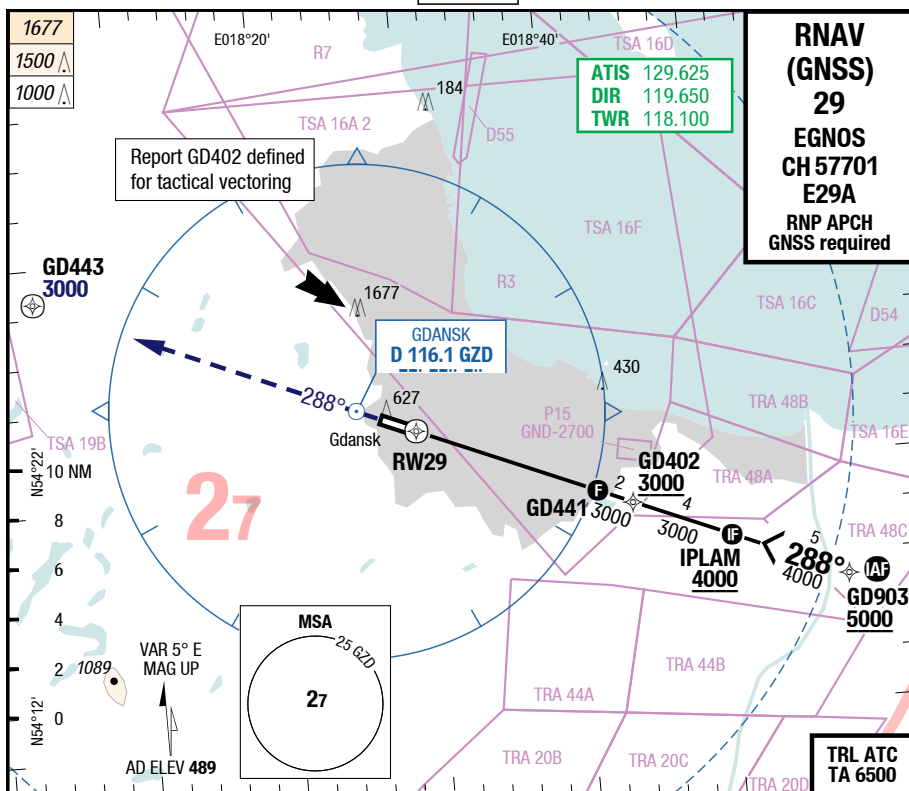 1677
1500
1000
E018°20'
E018°40'
R7
TSA 16D
ATIS 129.625
DIR 119.650
TWR 118.100
RNAV
(GNSS)
29
EGNOS
CH 57701
E29A
RNP APCH
GNSS required
184
TSA 16A 2
D55
Report GD402 defined
for tactical vectoring
TSA 16F
GD443
3000
R3
1677
TSA 16C
D54
GDANSK
D 116.1 GZD
430
288°
627
Gdansk
P15
GND-2700
TRA 48B
TSA 16E
TSA 19B
RW29
N54°22'
10 NM
27
GD402
3000
TRA 48A
GD441
F
2
3000
4
3000
IF
IPLAM
4000
5
288°
4000
TRA 48C
IAF
GD903
5000
8
6
4
2
0
MSA
25 GZD
27
VAR 5° E
MAG UP
1089
N54°12'
AD ELEV 489
TRA 44A
TRA 44B
TRA 20B
TRA 20C
TRA 20D
TRL ATC
TA 6500